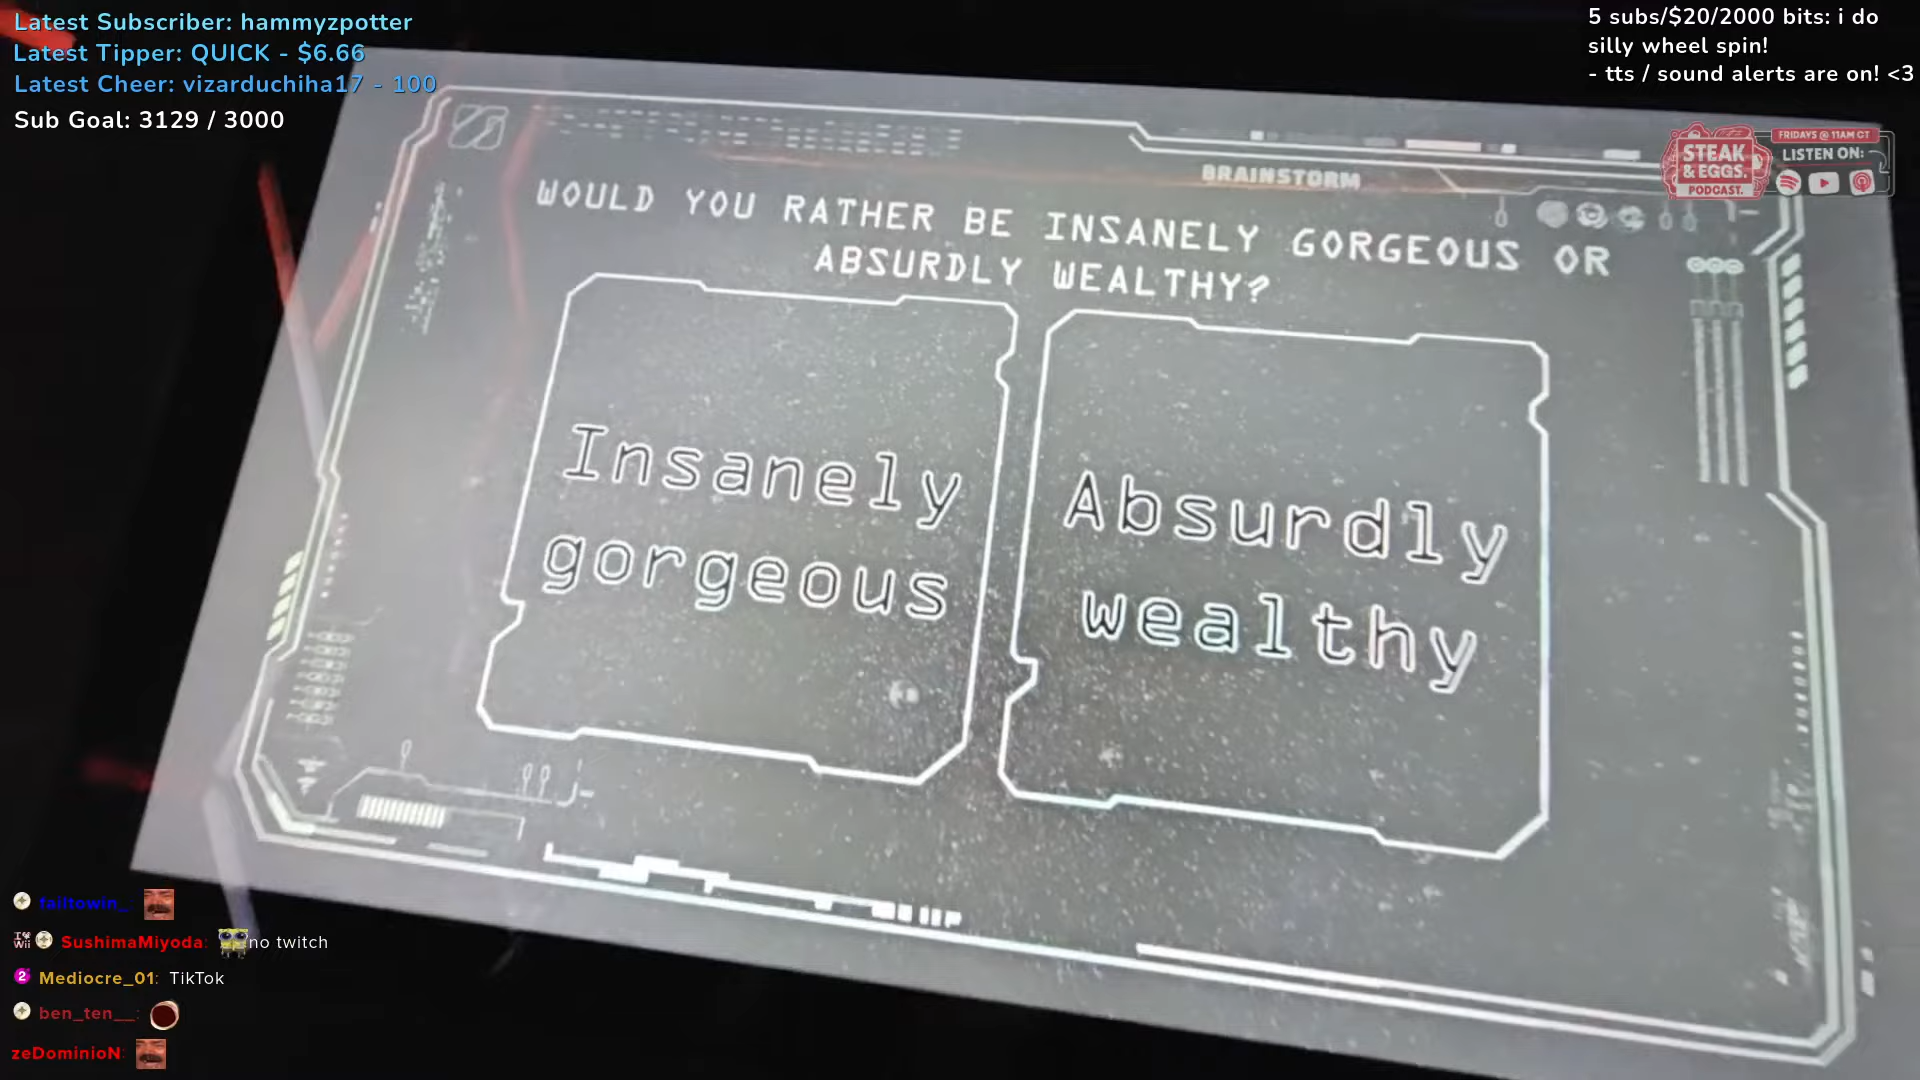 Latest Subscriber: hammyzpotter
Latest Tipper: QUICK - $6.66
Latest Cheer: vizarduchiha17 - 100
Sub Goal: 3129 / 3000
5 subs/$20/2000 bits: i do
silly wheel spin!
- tts / sound alerts are on! <3
STEAK
& EGGS.
PODCAST.
FRIDAYS @ 11AM CT
LISTEN ON:
BRAINSTORM
WOULD YOU RATHER BE INSANELY GORGEOUS OR
ABSURDLY WEALTHY?
Insanely
gorgeous
Absurdly
wealthy
failtowin_:
SushimaMiyoda: no twitch
Mediocre_01: TikTok
ben_ten__:
zeDominioN: